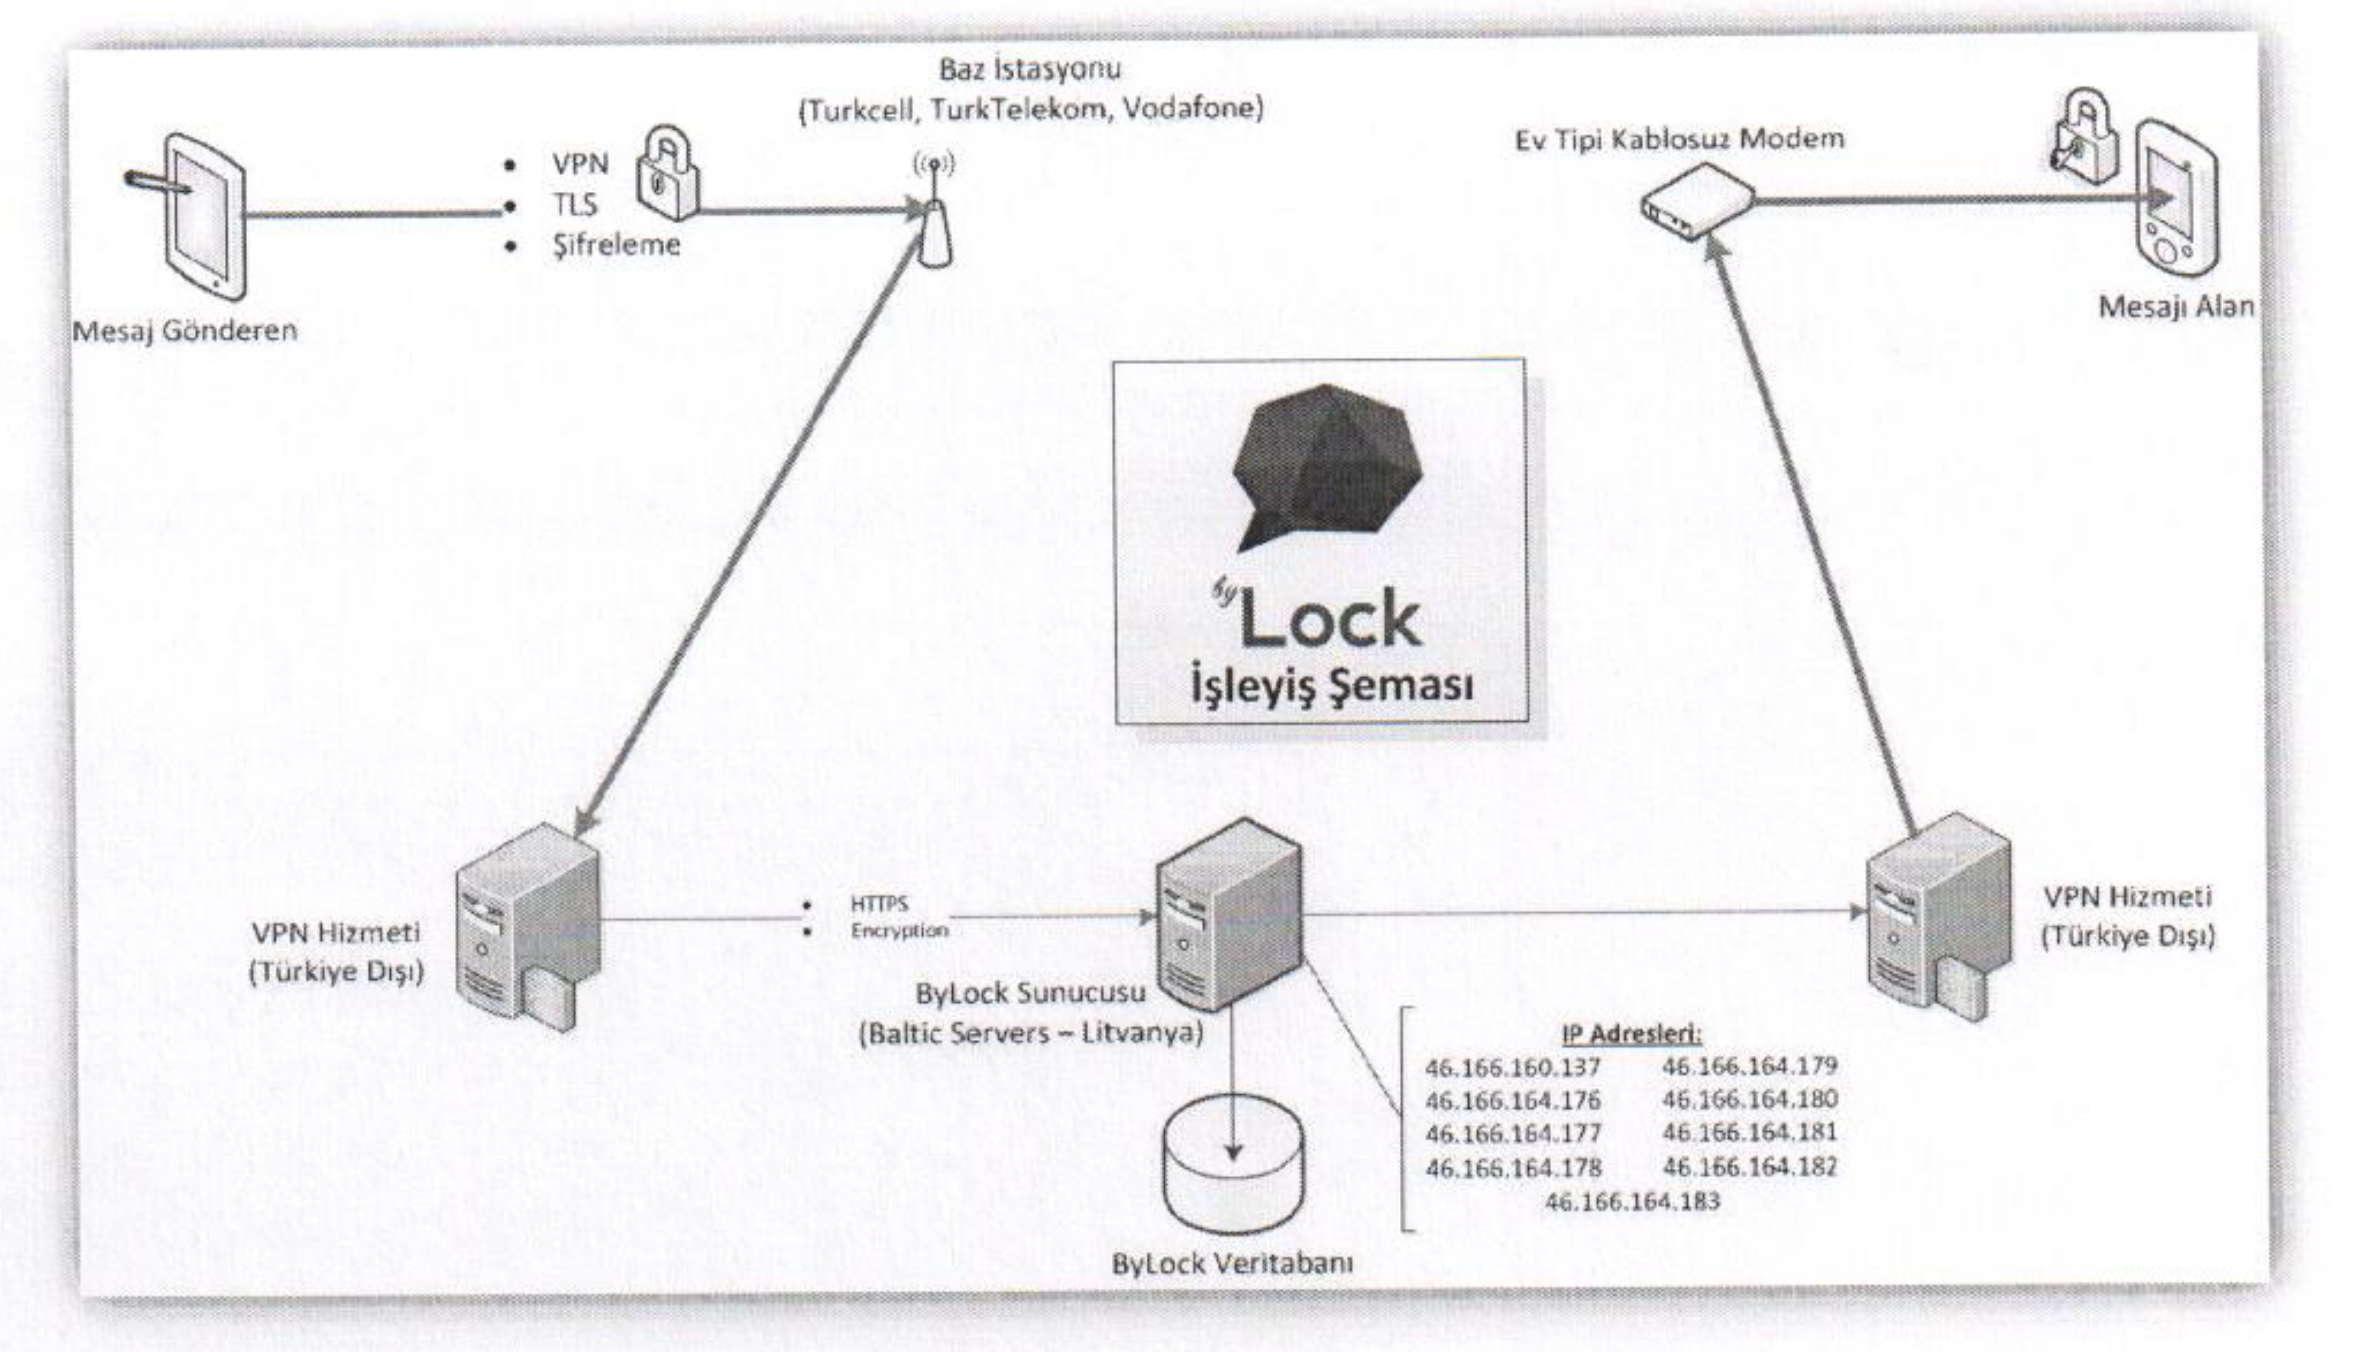 Baz İstasyonu
(Turkcell, TurkTelekom, Vodafone)
Ev Tipi Kablosuz Modem
• VPN
• TLS
• Şifreleme
Mesaj Gönderen
Mesajı Alan
by
Lock
İşleyiş Şeması
VPN Hizmeti
(Türkiye Dışı)
• HTTPS
• Encryption
ByLock Sunucusu
(Baltic Servers – Litvanya)
VPN Hizmeti
(Türkiye Dışı)
IP Adresleri:
46.166.160.137 46.166.164.179
46.166.164.176 46.166.164.180
46.166.164.177 46.166.164.181
46.166.164.178 46.166.164.182
46.166.164.183
ByLock Veritabanı